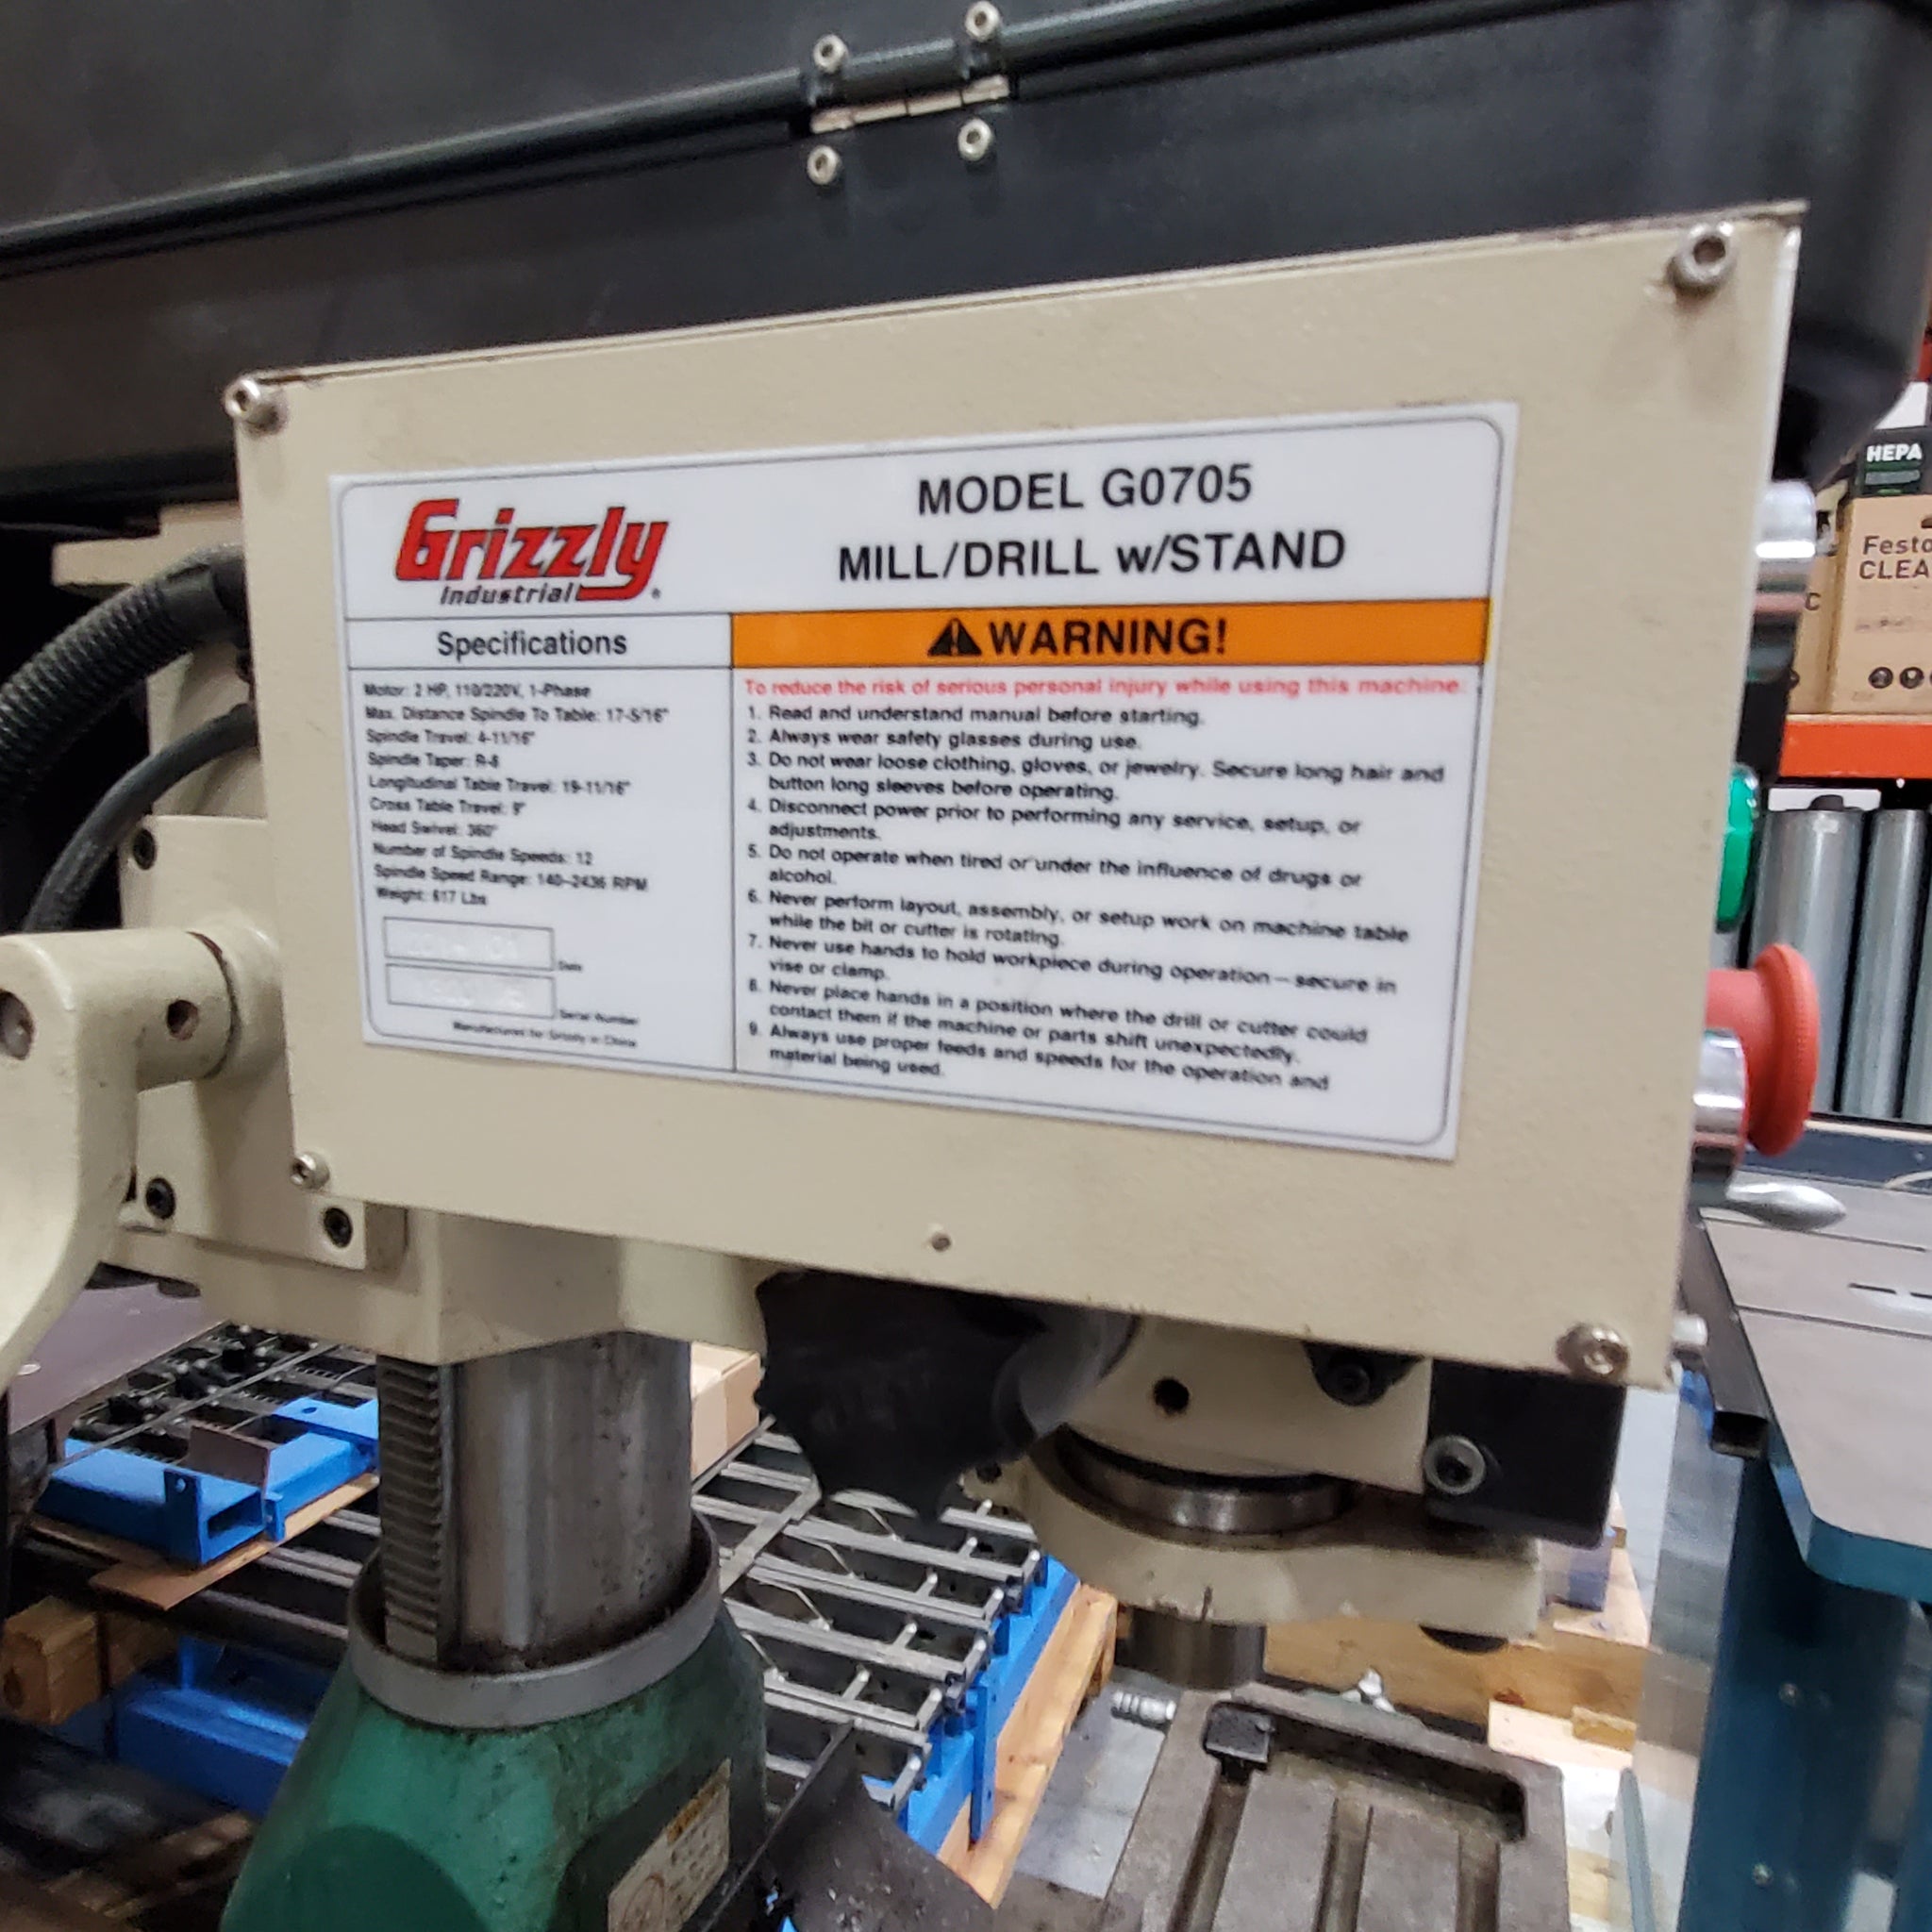 Grizzly
Industrial
®
MODEL G0705
MILL/DRILL w/STAND
Specifications
Motor: 2 HP, 110/220V, 1-Phase
Max. Distance Spindle To Table: 17-5/16"
Spindle Travel: 4-11/16"
Spindle Taper: R-8
Longitudinal Table Travel: 19-11/16"
Cross Table Travel: 9"
Head Swivel: 360°
Number of Spindle Speeds: 12
Spindle Speed Range: 140–2436 RPM
Weight: 617 Lbs
Date
Serial Number
Manufactured for Grizzly in China
WARNING!
To reduce the risk of serious personal injury while using this machine:
1. Read and understand manual before starting.
2. Always wear safety glasses during use.
3. Do not wear loose clothing, gloves, or jewelry. Secure long hair and
button long sleeves before operating.
4. Disconnect power prior to performing any service, setup, or
adjustments.
5. Do not operate when tired or under the influence of drugs or
alcohol.
6. Never perform layout, assembly, or setup work on machine table
while the bit or cutter is rotating.
7. Never use hands to hold workpiece during operation — secure in
vise or clamp.
8. Never place hands in a position where the drill or cutter could
contact them if the machine or parts shift unexpectedly.
9. Always use proper feeds and speeds for the operation and
material being used.
HEPA
Festo
CLEA